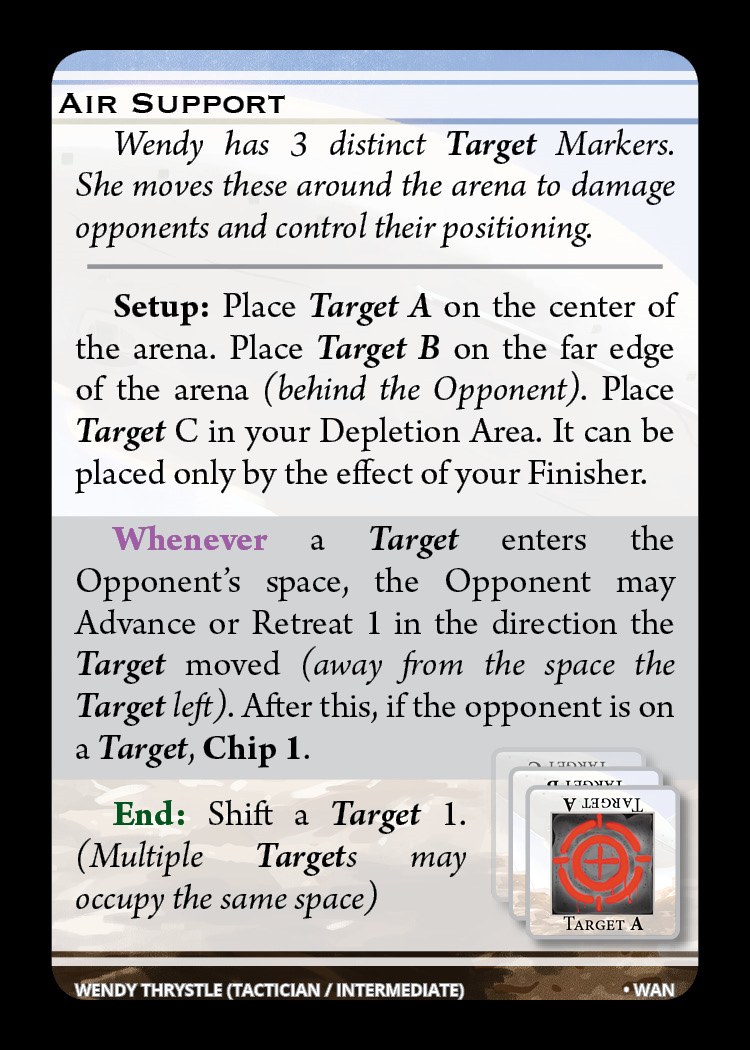 AIR SUPPORT
Wendy has 3 distinct Target Markers.
She moves these around the arena to damage
opponents and control their positioning.
Setup: Place Target A on the center of
the arena. Place Target B on the far edge
of the arena (behind the Opponent). Place
Target C in your Depletion Area. It can be
placed only by the effect of your Finisher.
Whenever a Target enters the
Opponent's space, the Opponent may
Advance or Retreat 1 in the direction the
Target moved (away from the space the
Target left). After this, if the opponent is on
a Target, Chip 1.
End: Shift a Target 1.
(Multiple Targets may
occupy the same space)
TARGET C
TARGET B
TARGET A
TARGET A
WENDY THRYSTLE (TACTICIAN / INTERMEDIATE)
• WAN